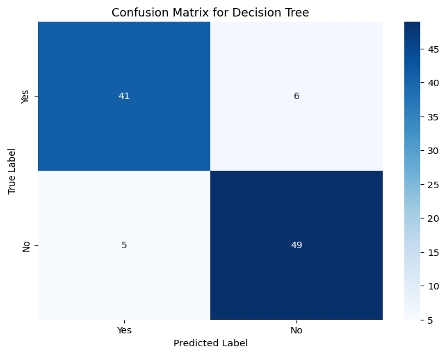 Confusion Matrix for Decision Tree
True Label
Yes
41
6
No
5
49
Yes
No
Predicted Label
45
40
35
30
25
20
15
10
5